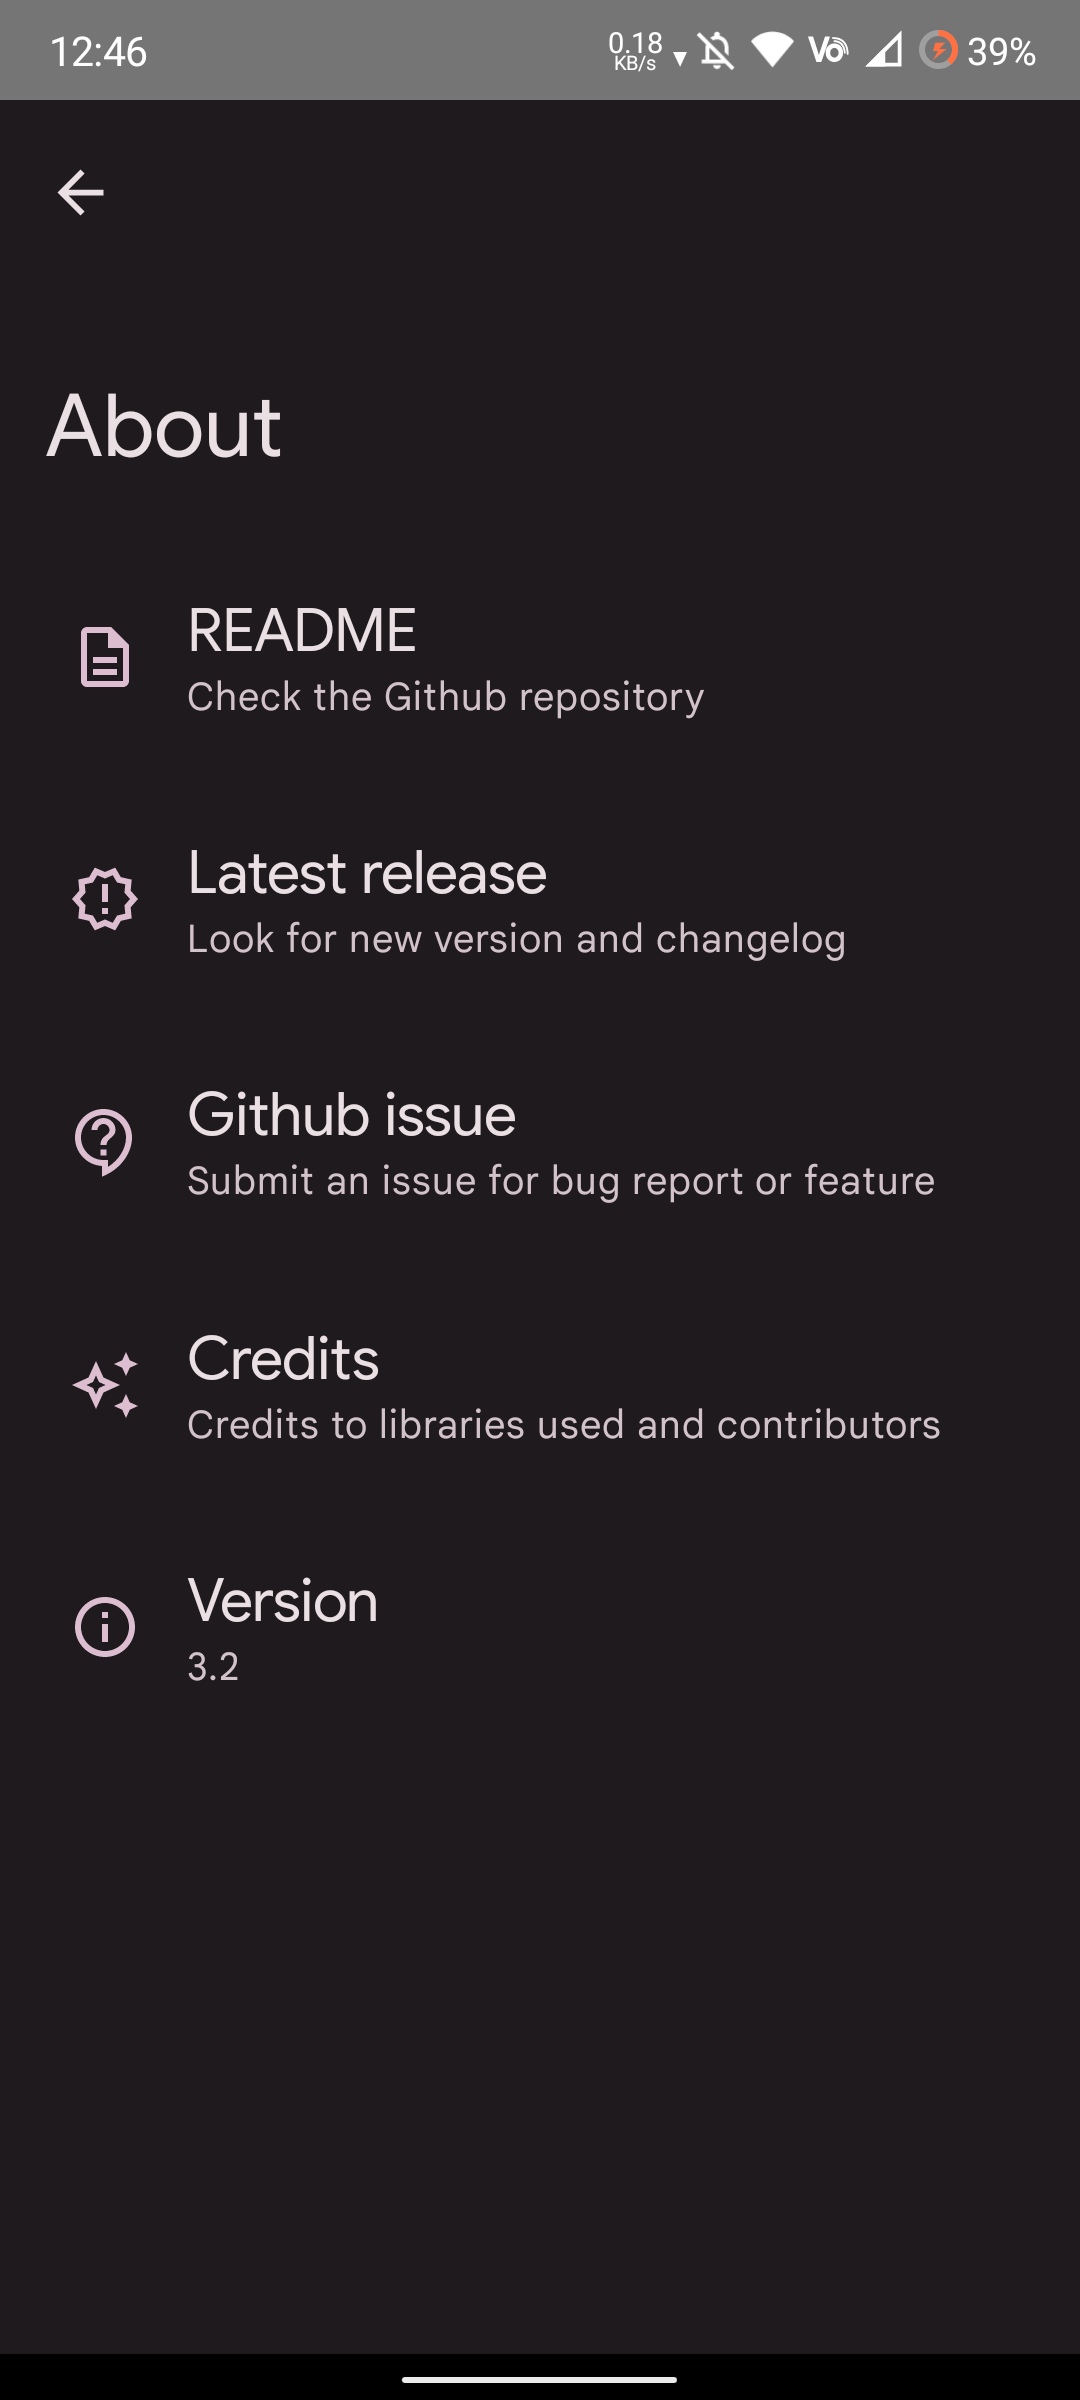 12:46
0.18
KB/s
39%
About
README
Check the Github repository
Latest release
Look for new version and changelog
Github issue
Submit an issue for bug report or feature
Credits
Credits to libraries used and contributors
Version
3.2